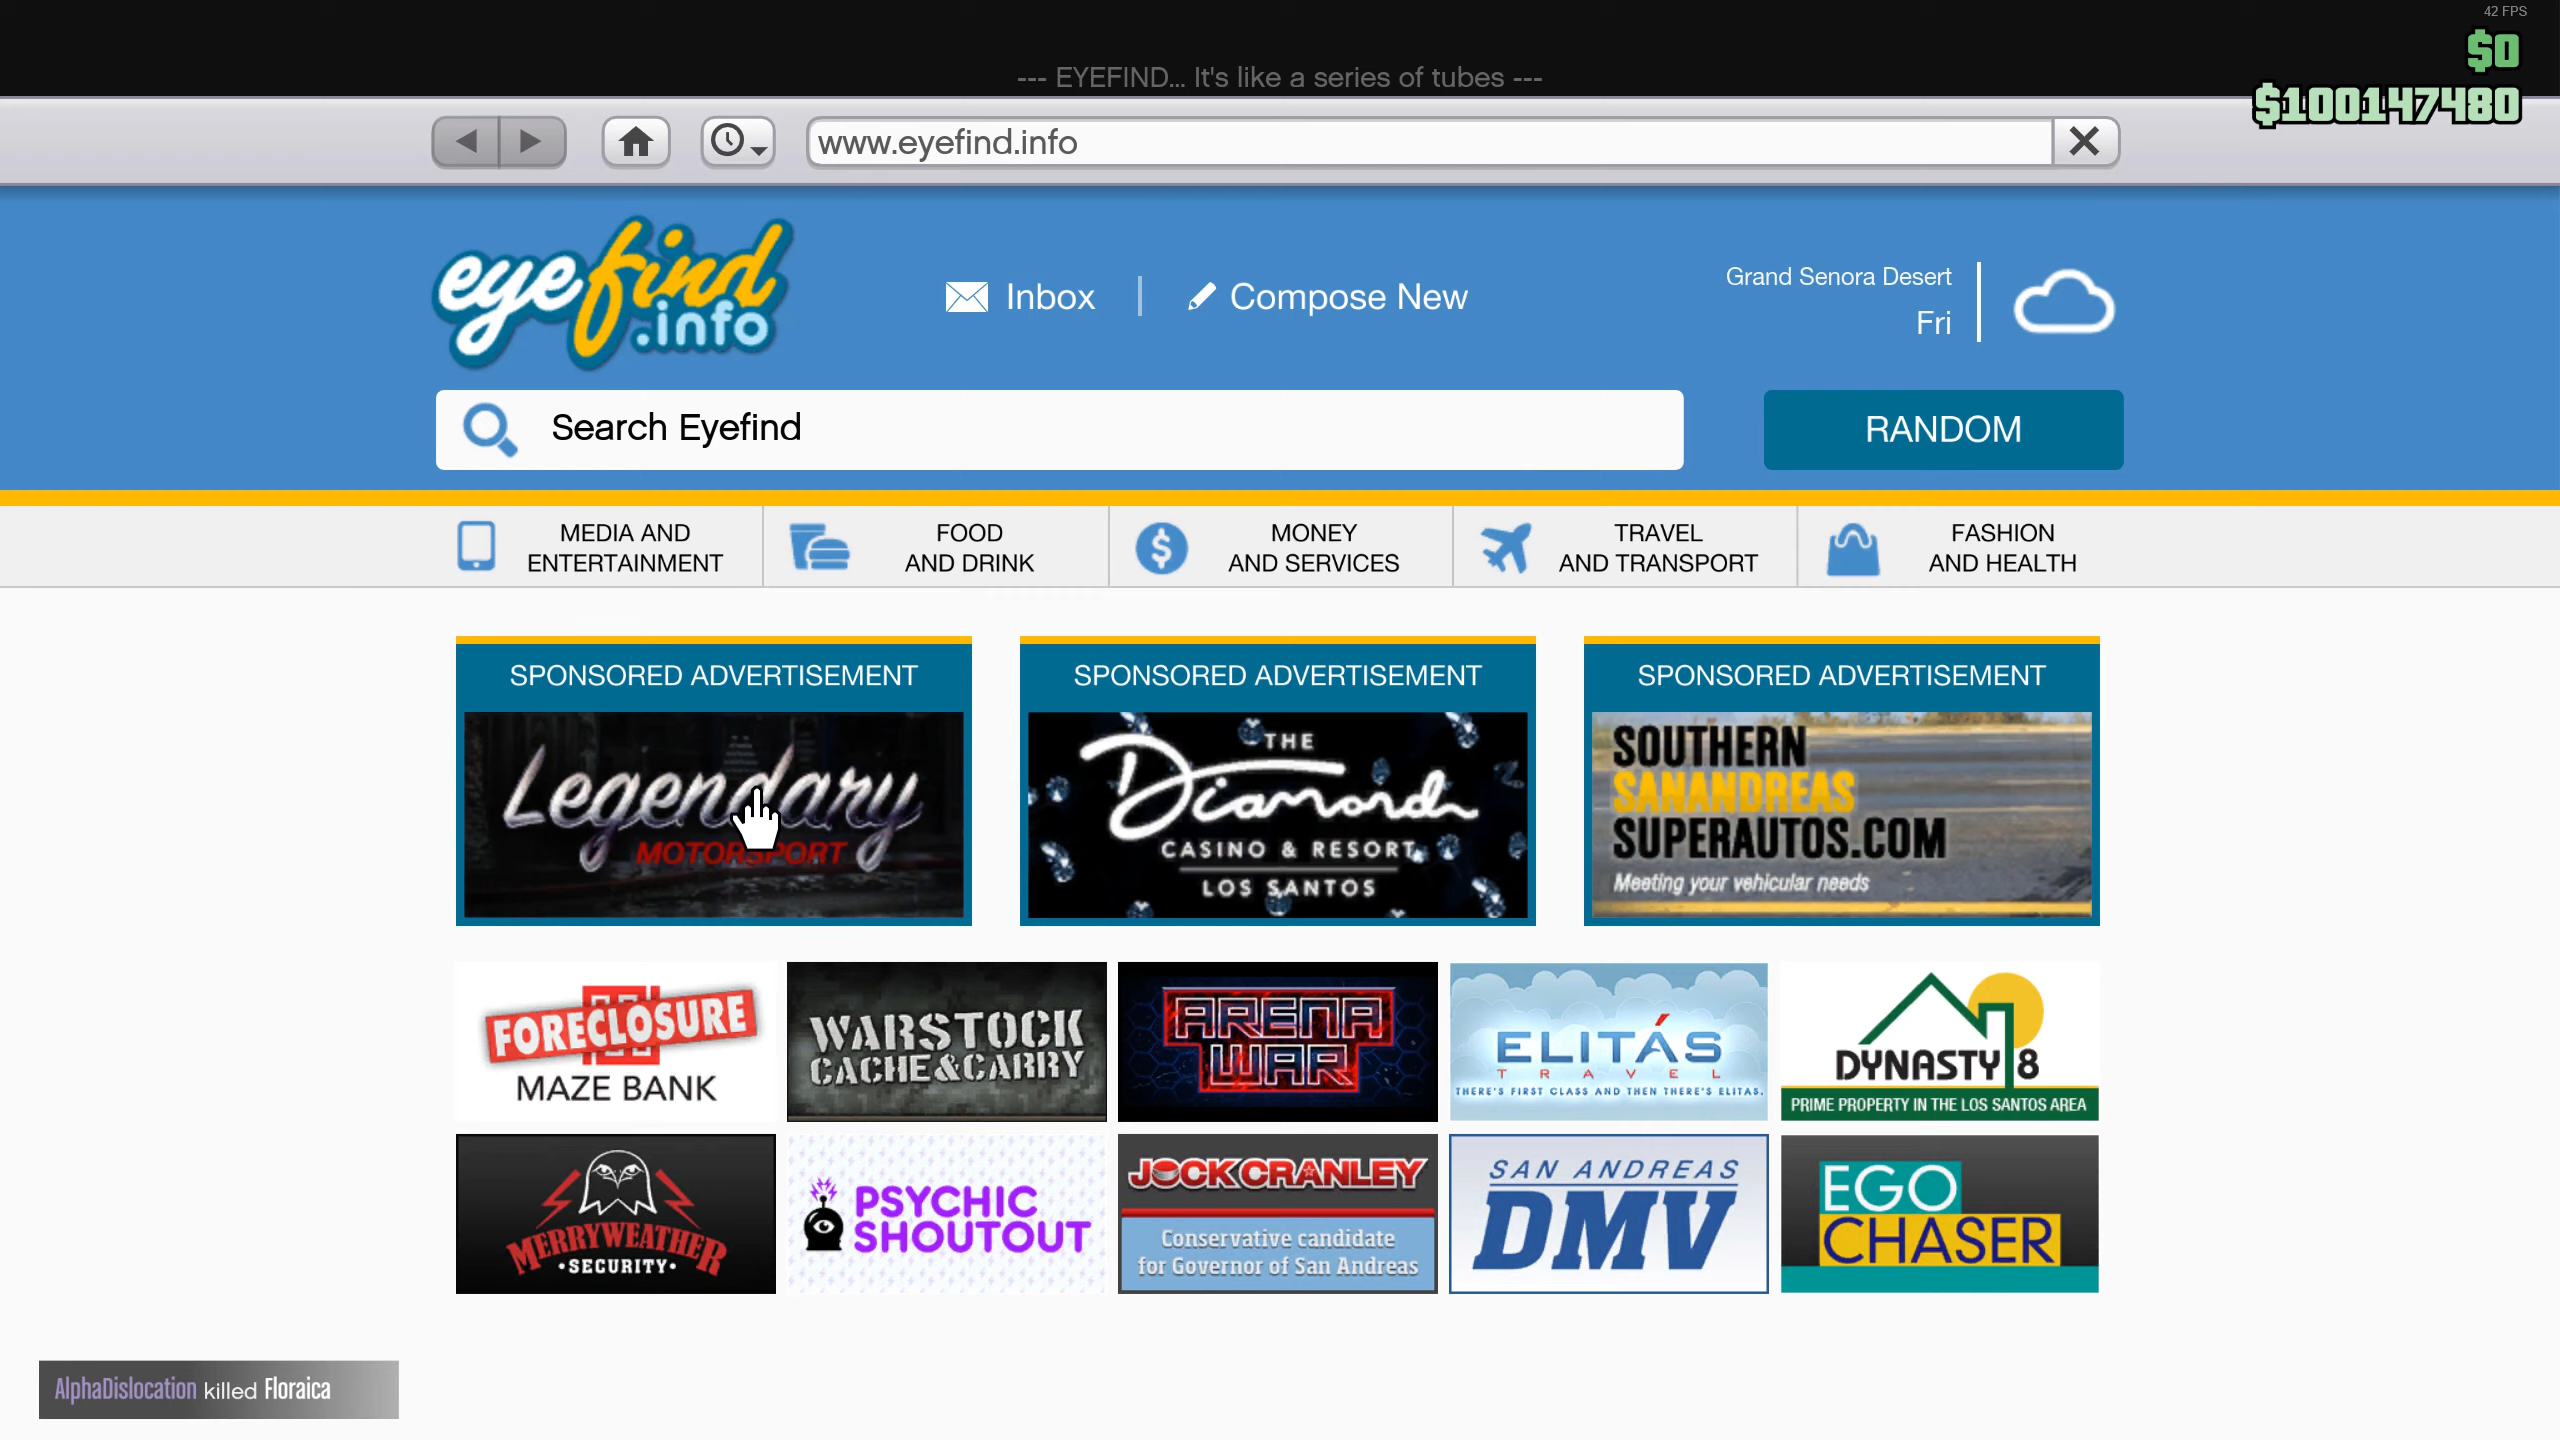 42 FPS
$0
--- EYEFIND... It's like a series of tubes ---
$100147480
www.eyefind.info
eyefind
.info
Inbox
Compose New
Grand Senora Desert
Fri
Search Eyefind
RANDOM
MEDIA AND
ENTERTAINMENT
FOOD
AND DRINK
MONEY
AND SERVICES
TRAVEL
AND TRANSPORT
FASHION
AND HEALTH
SPONSORED ADVERTISEMENT
Legendary
MOTORSPORT
SPONSORED ADVERTISEMENT
THE
Diamond
CASINO & RESORT
LOS SANTOS
SPONSORED ADVERTISEMENT
SOUTHERN
SANANDREAS
SUPERAUTOS.COM
Meeting your vehicular needs
FORECLOSURE
MAZE BANK
WARSTOCK
CACHE&CARRY
ARENA
WAR
ELITÁS
TRAVEL
THERE'S FIRST CLASS AND THEN THERE'S ELITAS.
DYNASTY 8
PRIME PROPERTY IN THE LOS SANTOS AREA
MERRYWEATHER
•SECURITY•
PSYCHIC
SHOUTOUT
JOCK CRANLEY
Conservative candidate
for Governor of San Andreas
SAN ANDREAS
DMV
EGO
CHASER
AlphaDislocation killed Floraica